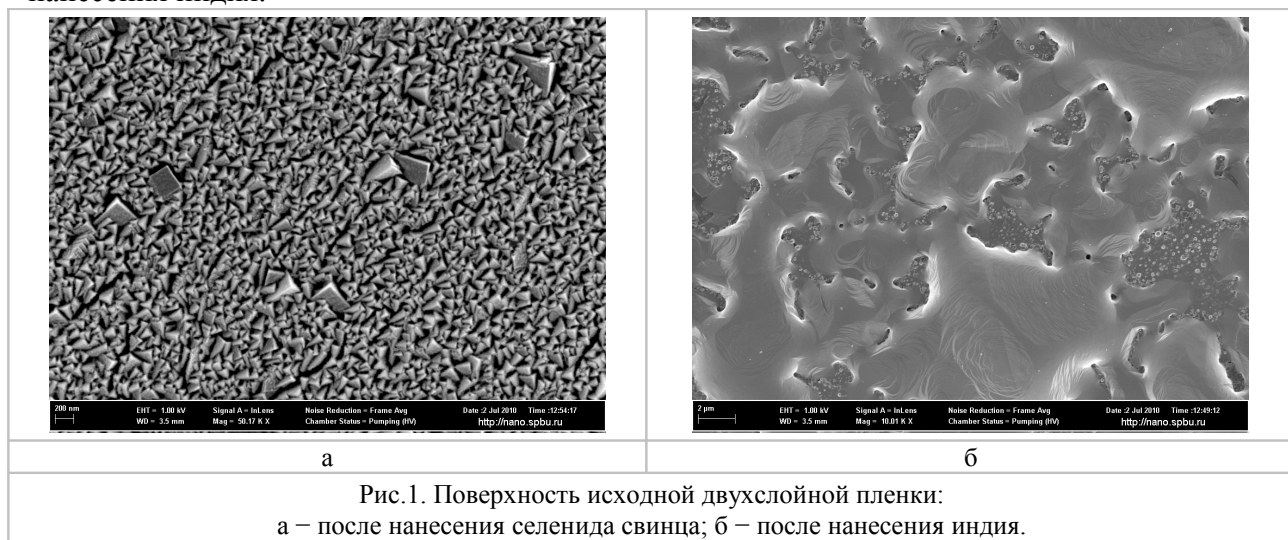 нанесения индия.
200 nm
EHT = 1.00 kV
Signal A = InLens
Noise Reduction = Frame Avg
Date :2 Jul 2010 Time :12:54:17
WD = 3.5 mm
Mag = 50.17 K X
Chamber Status = Pumping (HV)
http://nano.spbu.ru
2 µm
EHT = 1.00 kV
Signal A = InLens
Noise Reduction = Frame Avg
Date :2 Jul 2010 Time :12:49:12
WD = 3.5 mm
Mag = 10.01 K X
Chamber Status = Pumping (HV)
http://nano.spbu.ru
а
б
Рис.1. Поверхность исходной двухслойной пленки:
а − после нанесения селенида свинца; б − после нанесения индия.